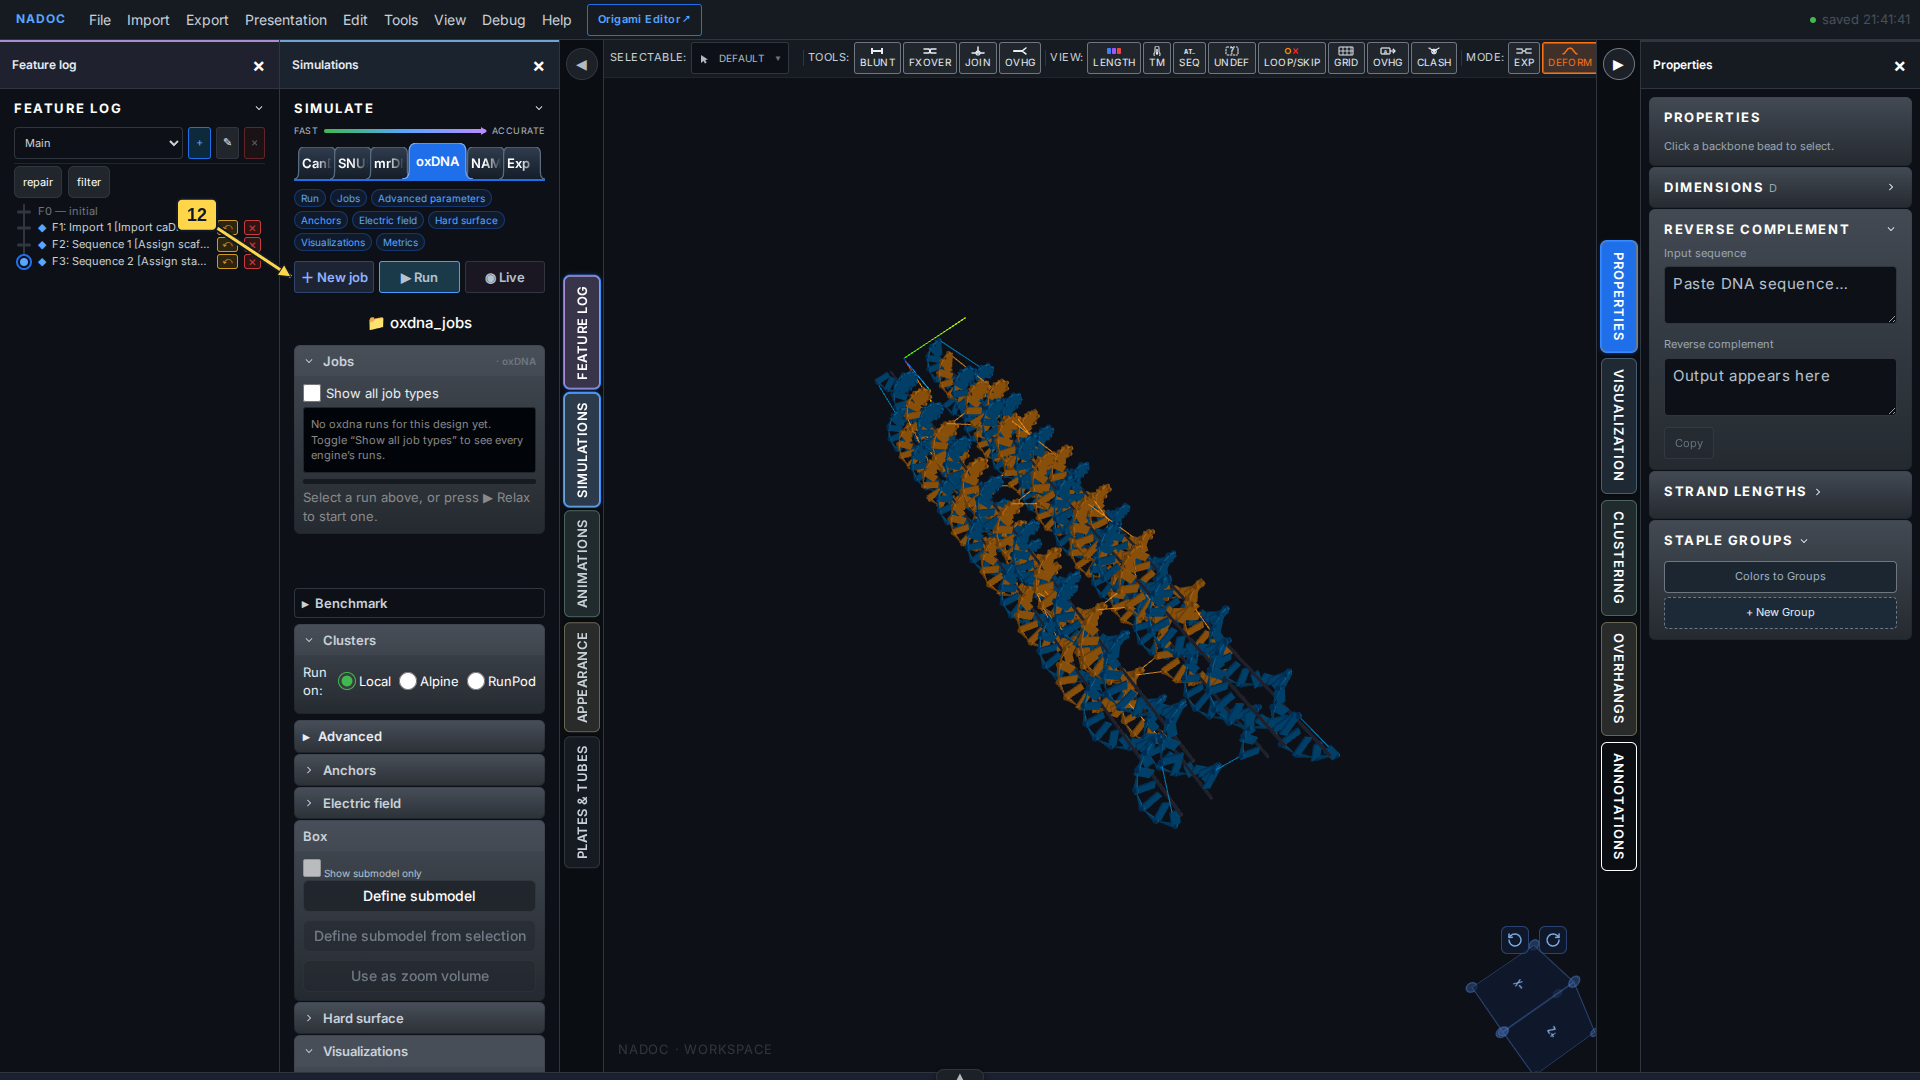 NADOC File Import Export Presentation Edit Tools View Debug Help Origami Editor↗ saved 21:41:41
Feature log ×
FEATURE LOG
Main + ✎ ×
repair filter
F0 — initial
12
F1: Import 1 [Import caD.
F2: Sequence 1 [Assign scaf...
F3: Sequence 2 [Assign sta...
Simulations ×
SIMULATE
FAST ACCURATE
Can SNU mrD oxDNA NAM Exp
Run Jobs Advanced parameters
Anchors Electric field Hard surface
Visualizations Metrics
+ New job ▶ Run ◉ Live
📁 oxdna_jobs
Jobs · oxDNA
Show all job types
No oxdna runs for this design yet.
Toggle “Show all job types” to see every
engine’s runs.
Select a run above, or press ▶ Relax
to start one.
▶ Benchmark
Clusters
Run on: Local Alpine RunPod
▶ Advanced
Anchors
Electric field
Box
Show submodel only
Define submodel
Define submodel from selection
Use as zoom volume
Hard surface
Visualizations
FEATURE LOG
SIMULATIONS
ANIMATIONS
APPEARANCE
PLATES & TUBES
SELECTABLE: DEFAULT TOOLS: BLUNT FXOVER JOIN OVHG VIEW: LENGTH TM SEQ UNDEF LOOP/SKIP GRID OVHG CLASH MODE: EXP DEFORM
NADOC · WORKSPACE
PROPERTIES
VISUALIZATION
CLUSTERING
OVERHANGS
ANNOTATIONS
Properties ×
PROPERTIES
Click a backbone bead to select.
DIMENSIONS D
REVERSE COMPLEMENT
Input sequence
Paste DNA sequence...
Reverse complement
Output appears here
Copy
STRAND LENGTHS
STAPLE GROUPS
Colors to Groups
+ New Group